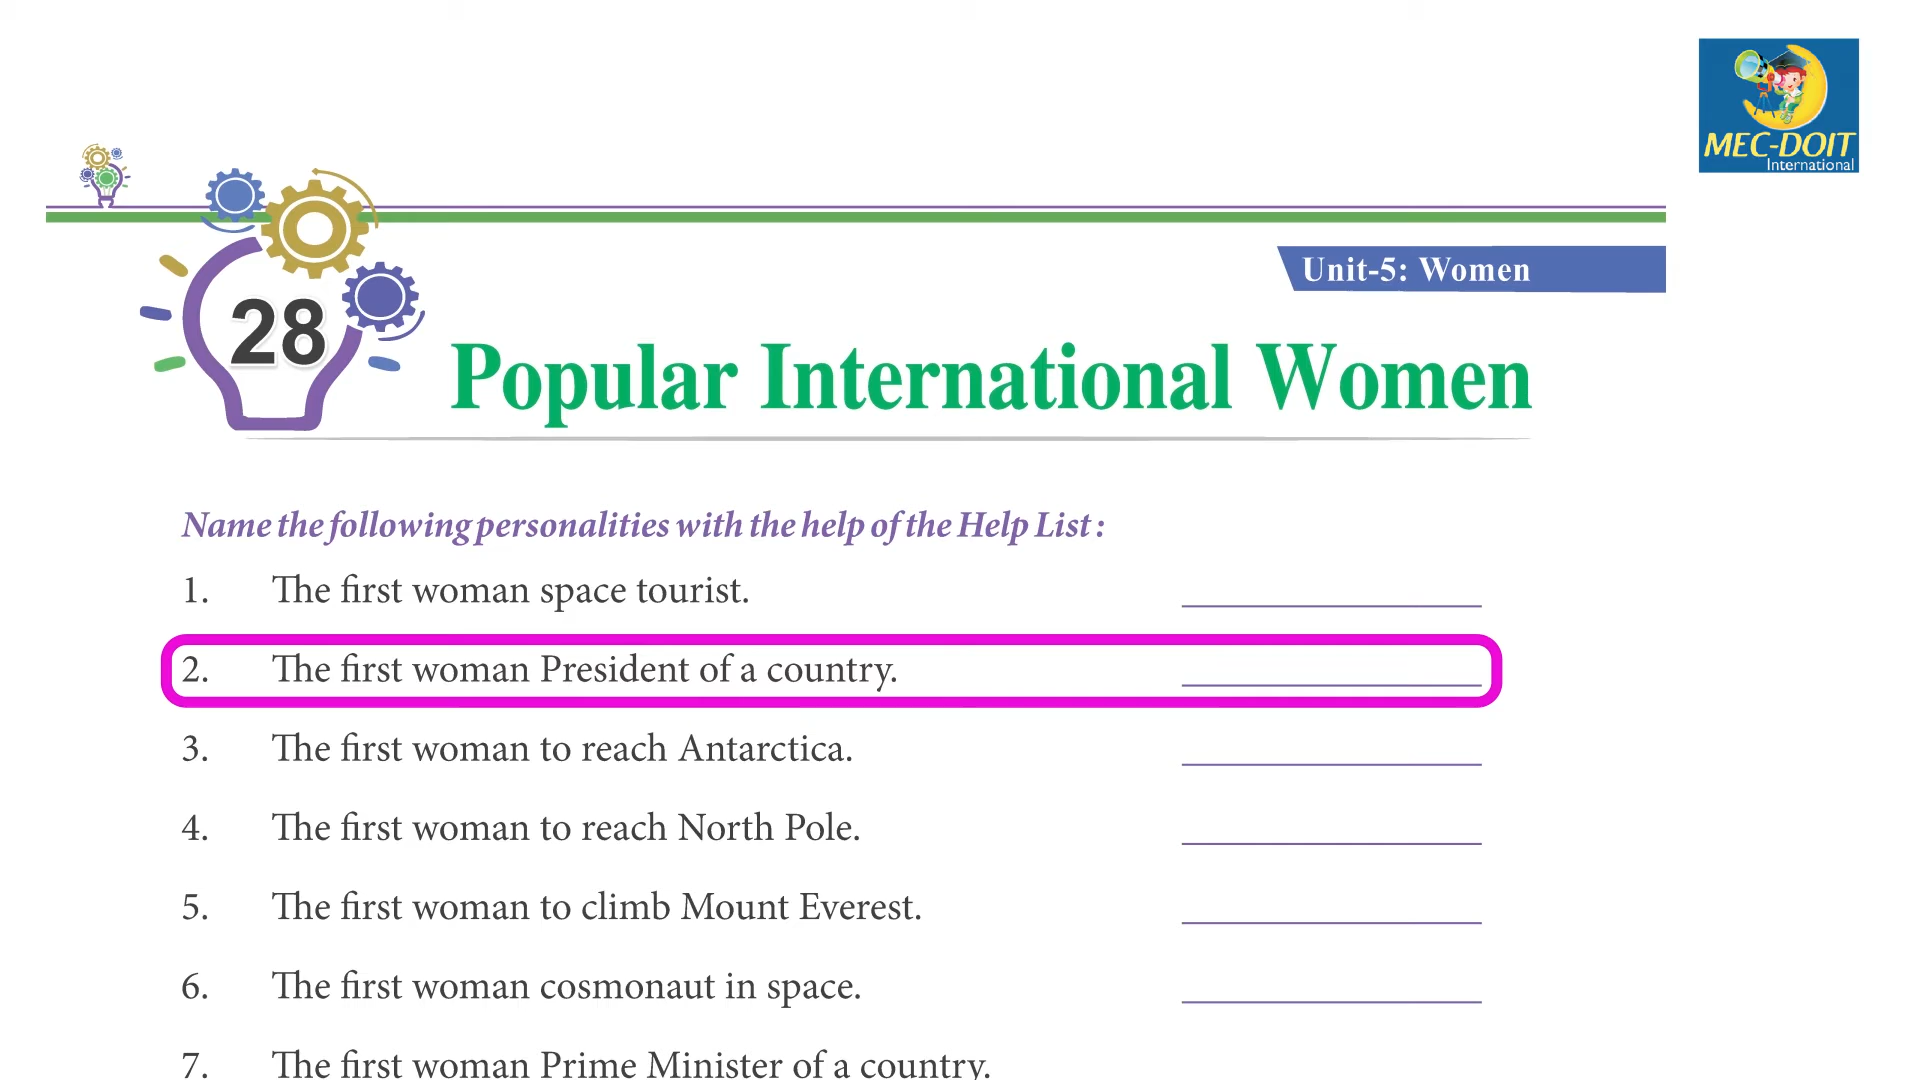 MEC-DOIT
International
Unit-5: Women
28
Popular International Women
Name the following personalities with the help of the Help List :
1. The first woman space tourist.
2. The first woman President of a country.
3. The first woman to reach Antarctica.
4. The first woman to reach North Pole.
5. The first woman to climb Mount Everest.
6. The first woman cosmonaut in space.
7. The first woman Prime Minister of a country.